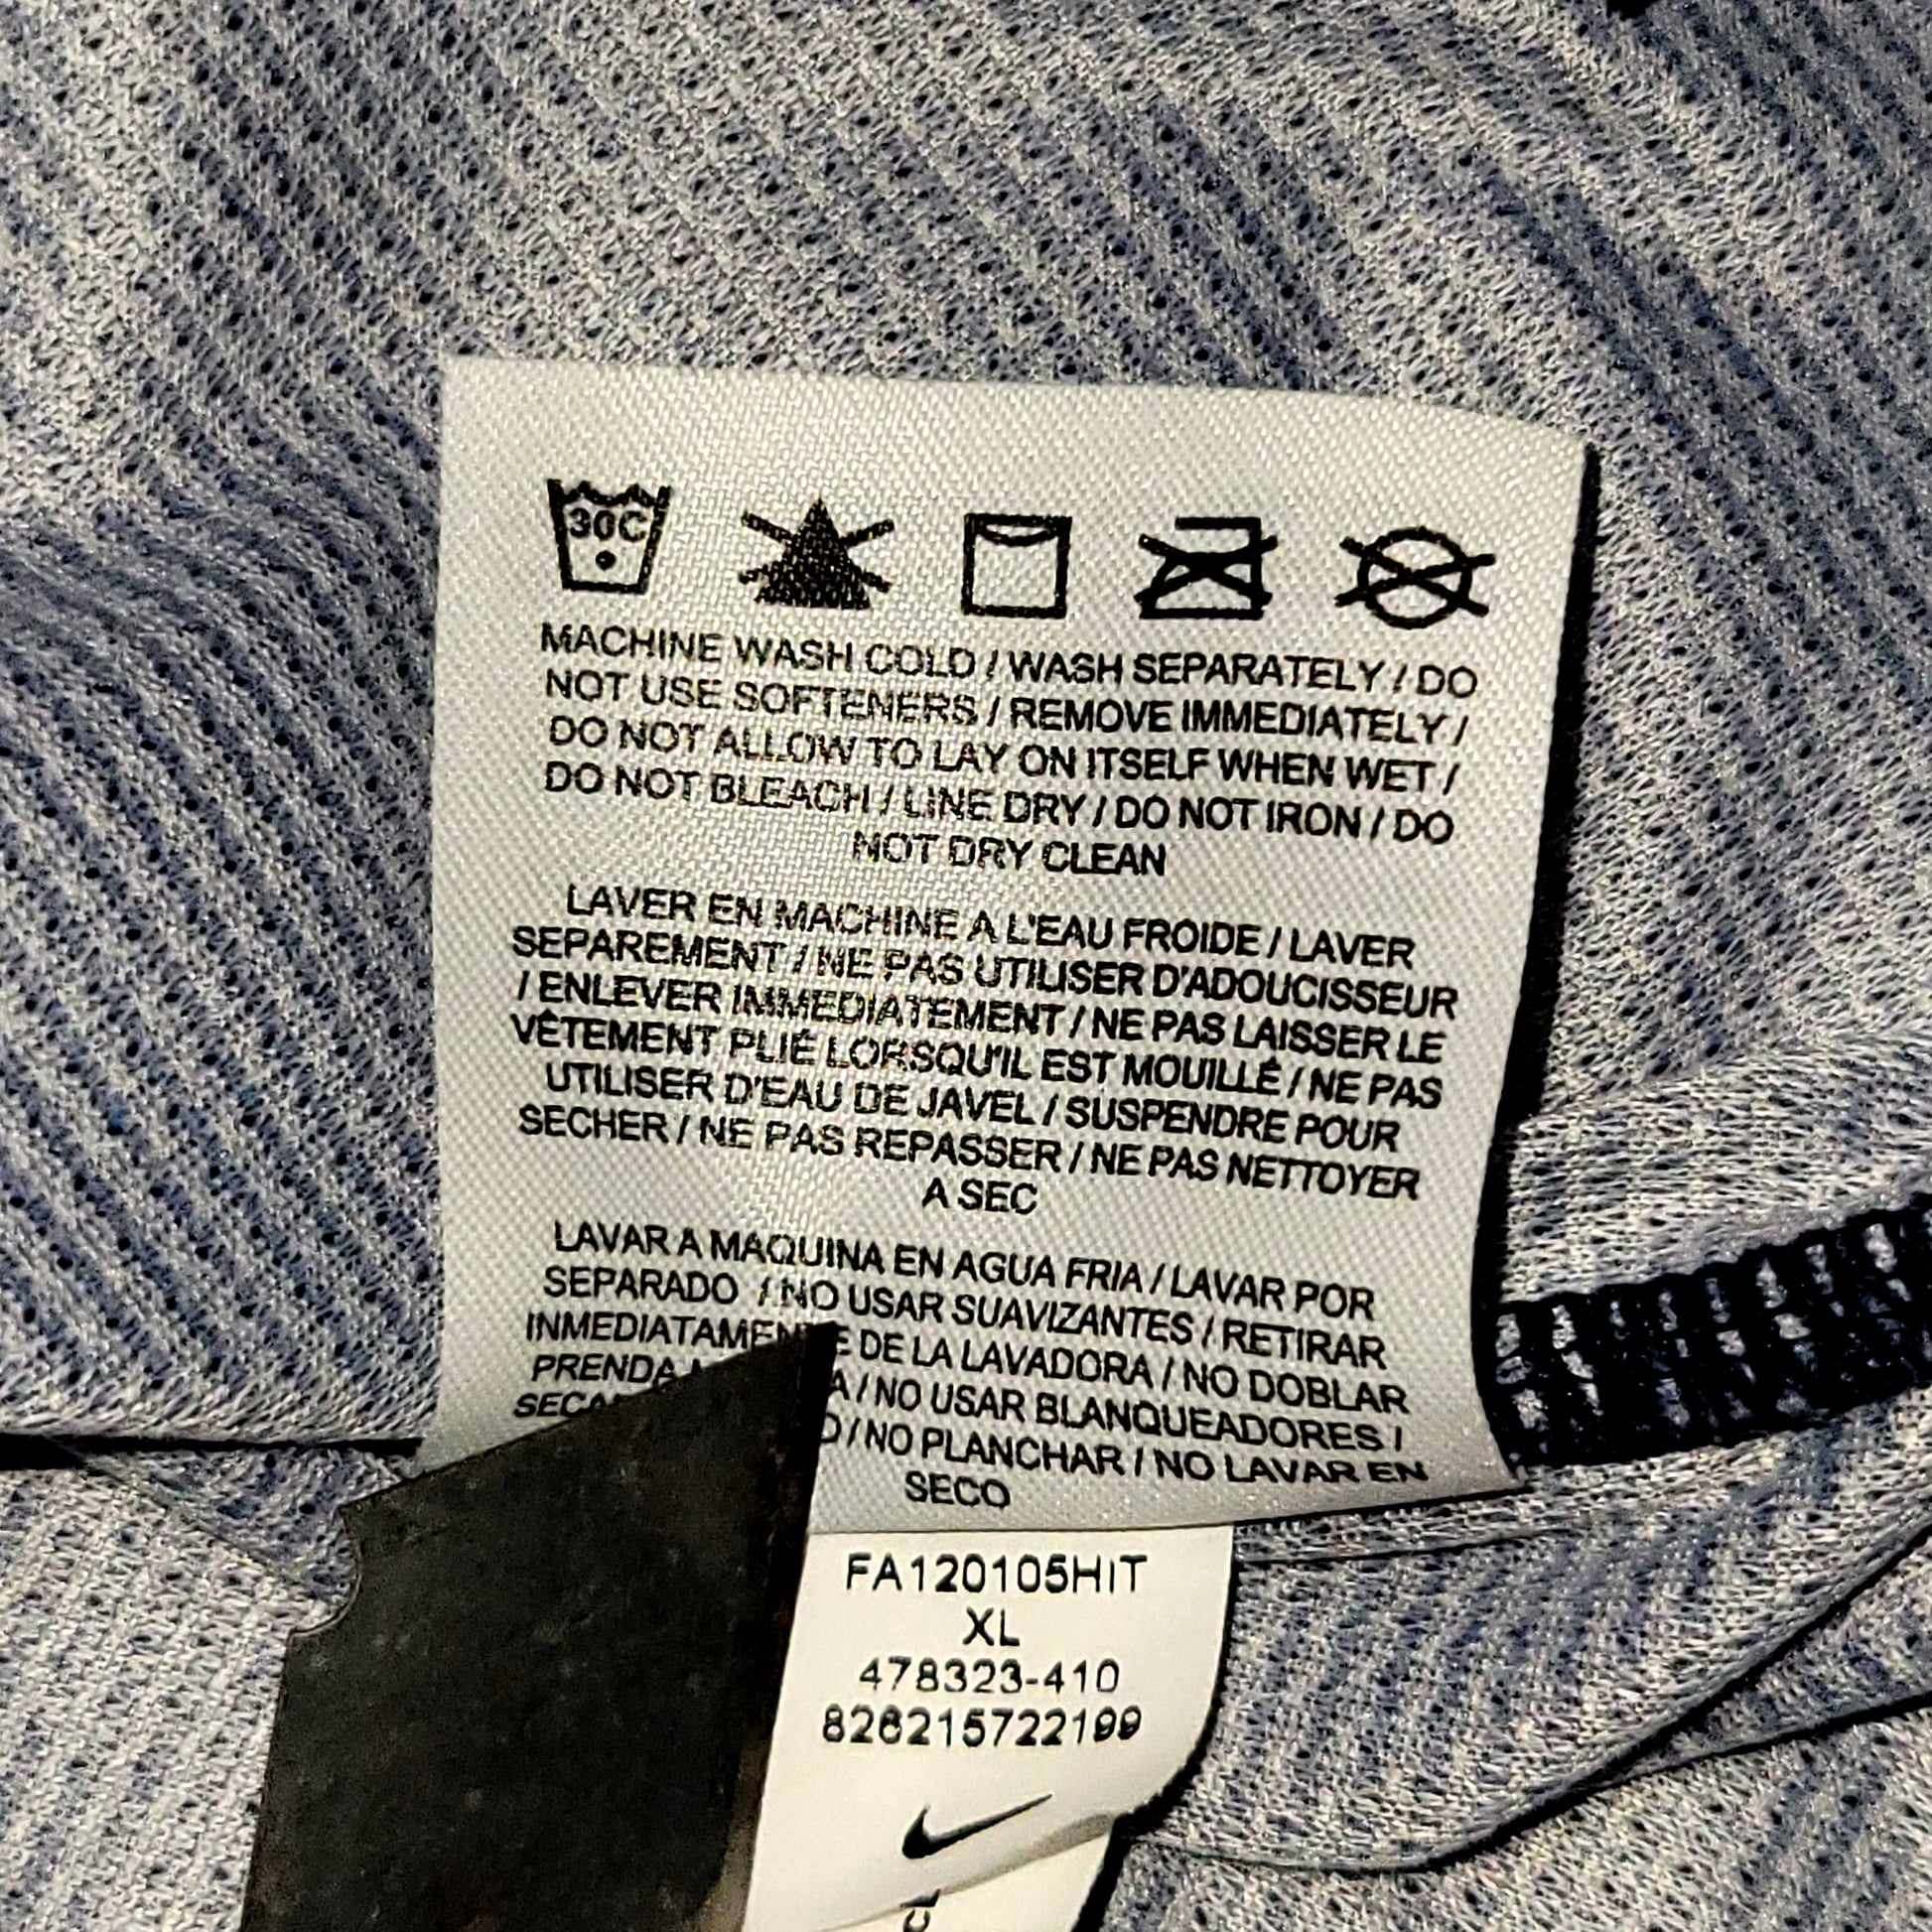 30C
MACHINE WASH COLD / WASH SEPARATELY / DO
NOT USE SOFTENERS / REMOVE IMMEDIATELY /
DO NOT ALLOW TO LAY ON ITSELF WHEN WET /
DO NOT BLEACH / LINE DRY / DO NOT IRON / DO
NOT DRY CLEAN
LAVER EN MACHINE A L'EAU FROIDE / LAVER
SEPAREMENT / NE PAS UTILISER D'ADOUCISSEUR
/ ENLEVER IMMEDIATEMENT / NE PAS LAISSER LE
VÊTEMENT PLIÉ LORSQU'IL EST MOUILLÉ / NE PAS
UTILISER D'EAU DE JAVEL / SUSPENDRE POUR
SECHER / NE PAS REPASSER / NE PAS NETTOYER
A SEC
LAVAR A MAQUINA EN AGUA FRIA / LAVAR POR
SEPARADO / NO USAR SUAVIZANTES / RETIRAR
INMEDIATAMENTE DE LA LAVADORA / NO DOBLAR
PRENDA / NO USAR BLANQUEADORES /
/ NO PLANCHAR / NO LAVAR EN
SECO
FA120105HIT
XL
478323-410
826215722199